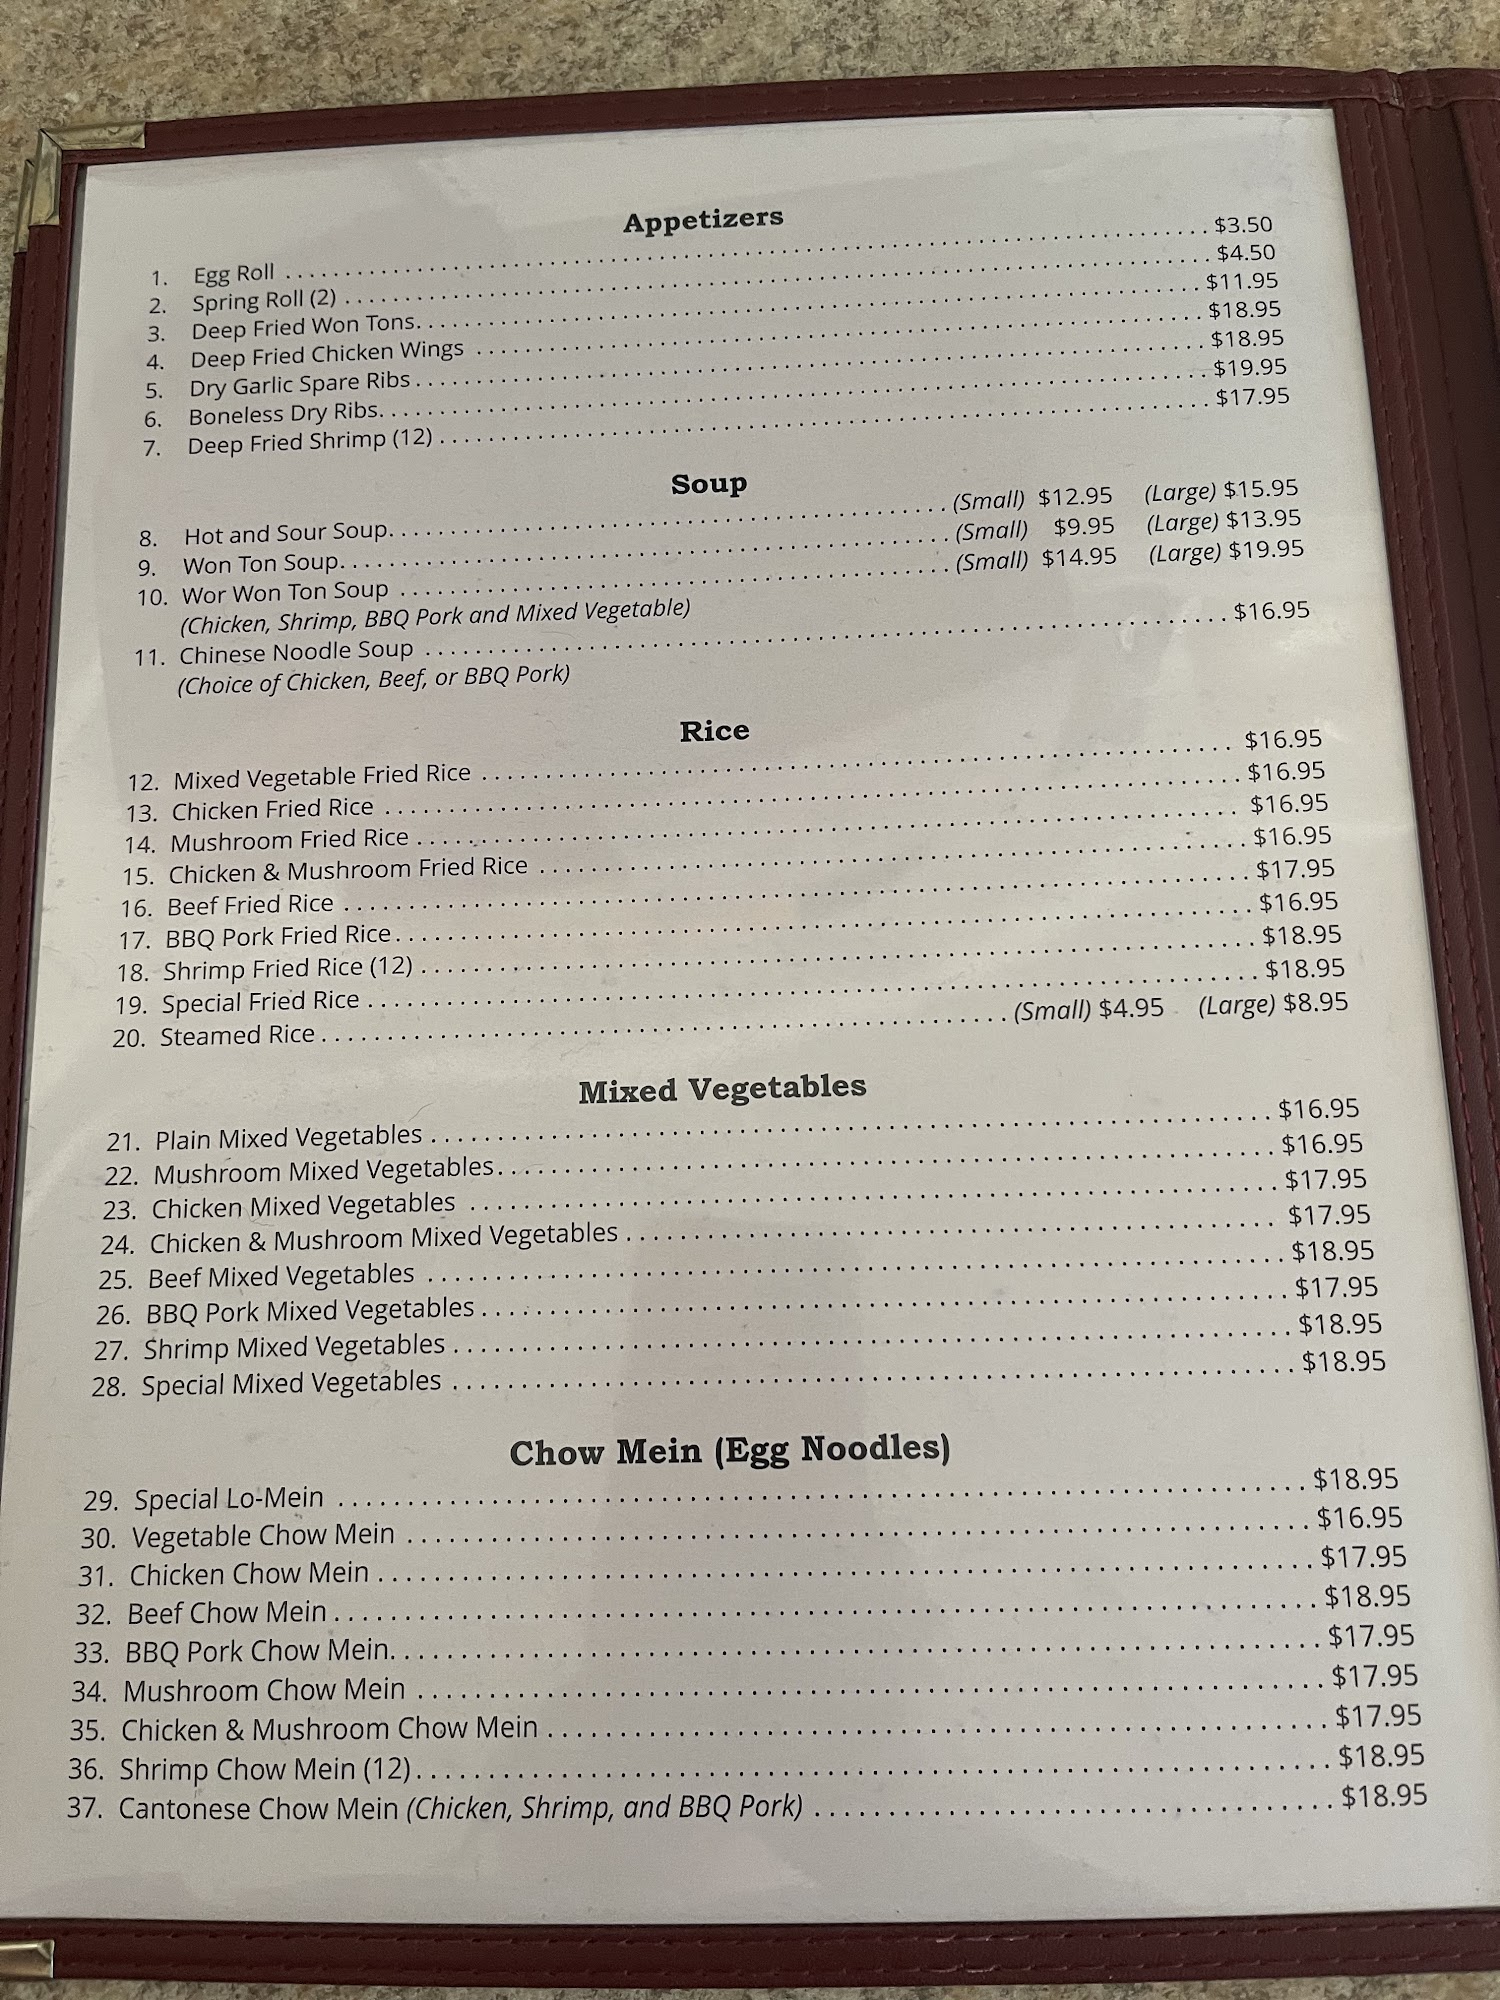 Appetizers
1. Egg Roll $3.50
2. Spring Roll (2) $4.50
3. Deep Fried Won Tons $11.95
4. Deep Fried Chicken Wings $18.95
5. Dry Garlic Spare Ribs $18.95
6. Boneless Dry Ribs $19.95
7. Deep Fried Shrimp (12) $17.95
Soup
8. Hot and Sour Soup (Small) $12.95 (Large) $15.95
9. Won Ton Soup (Small) $9.95 (Large) $13.95
10. Wor Won Ton Soup (Small) $14.95 (Large) $19.95
(Chicken, Shrimp, BBQ Pork and Mixed Vegetable)
11. Chinese Noodle Soup $16.95
(Choice of Chicken, Beef, or BBQ Pork)
Rice
12. Mixed Vegetable Fried Rice $16.95
13. Chicken Fried Rice $16.95
14. Mushroom Fried Rice $16.95
15. Chicken & Mushroom Fried Rice $16.95
16. Beef Fried Rice $17.95
17. BBQ Pork Fried Rice $16.95
18. Shrimp Fried Rice (12) $18.95
19. Special Fried Rice $18.95
20. Steamed Rice (Small) $4.95 (Large) $8.95
Mixed Vegetables
21. Plain Mixed Vegetables $16.95
22. Mushroom Mixed Vegetables $16.95
23. Chicken Mixed Vegetables $17.95
24. Chicken & Mushroom Mixed Vegetables $17.95
25. Beef Mixed Vegetables $18.95
26. BBQ Pork Mixed Vegetables $17.95
27. Shrimp Mixed Vegetables $18.95
28. Special Mixed Vegetables $18.95
Chow Mein (Egg Noodles)
29. Special Lo-Mein $18.95
30. Vegetable Chow Mein $16.95
31. Chicken Chow Mein $17.95
32. Beef Chow Mein $18.95
33. BBQ Pork Chow Mein $17.95
34. Mushroom Chow Mein $17.95
35. Chicken & Mushroom Chow Mein $17.95
36. Shrimp Chow Mein (12) $18.95
37. Cantonese Chow Mein (Chicken, Shrimp, and BBQ Pork) $18.95